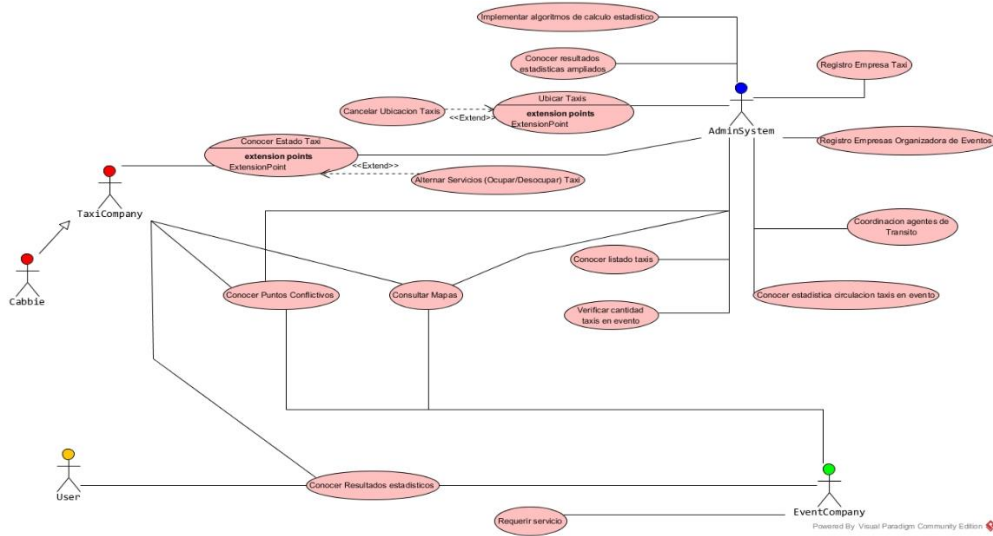 Implementar algoritmos de calculo estadistico
Conocer resultados
estadisticas ampliados
Registro Empresa Taxi
Ubicar Taxis
extension points
ExtensionPoint
Cancelar Ubicacion Taxis
<<Extend>>
AdminSystem
Conocer Estado Taxi
extension points
ExtensionPoint
Registro Empresas Organizadora de Eventos
<<Extend>>
Alternar Servicios (Ocupar/Desocupar) Taxi
TaxiCompany
Coordinacion agentes de
Transito
Conocer listado taxis
Cabbie
Conocer Puntos Conflictivos
Consultar Mapas
Conocer estadistica circulacion taxis en evento
Verificar cantidad
taxis en evento
User
Conocer Resultados estadisticos
EventCompany
Requerir servicio
Powered By Visual Paradigm Community Edition